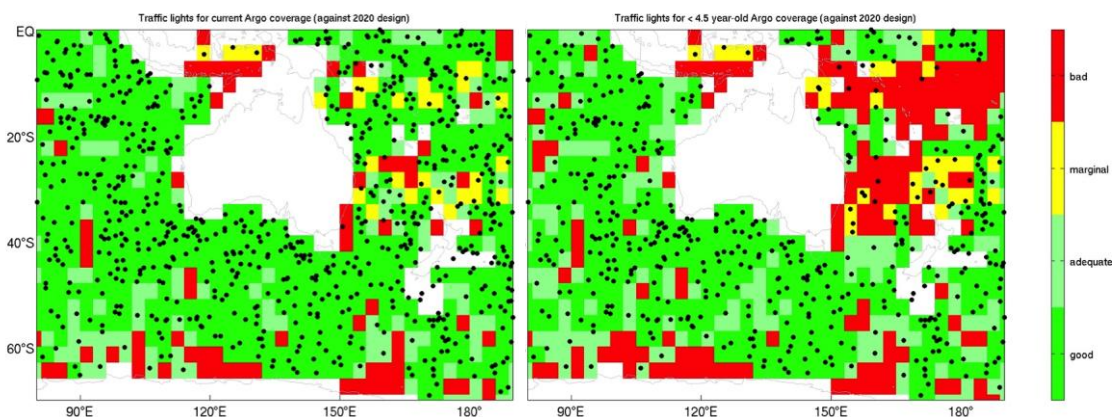 Traffic lights for current Argo coverage (against 2020 design)
Traffic lights for < 4.5 year-old Argo coverage (against 2020 design)
EQ
20°S
40°S
60°S
90°E
120°E
150°E
180°
90°E
120°E
150°E
180°
bad
marginal
adequate
good